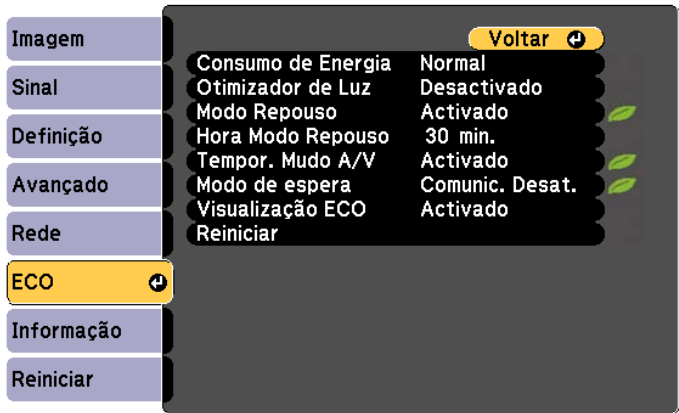 Imagem
Sinal
Definição
Avançado
Rede
ECO
Informação
Reiniciar
Voltar
Consumo de Energia Normal
Otimizador de Luz Desactivado
Modo Repouso Activado
Hora Modo Repouso 30 min.
Tempor. Mudo A/V Activado
Modo de espera Comunic. Desat.
Visualização ECO Activado
Reiniciar